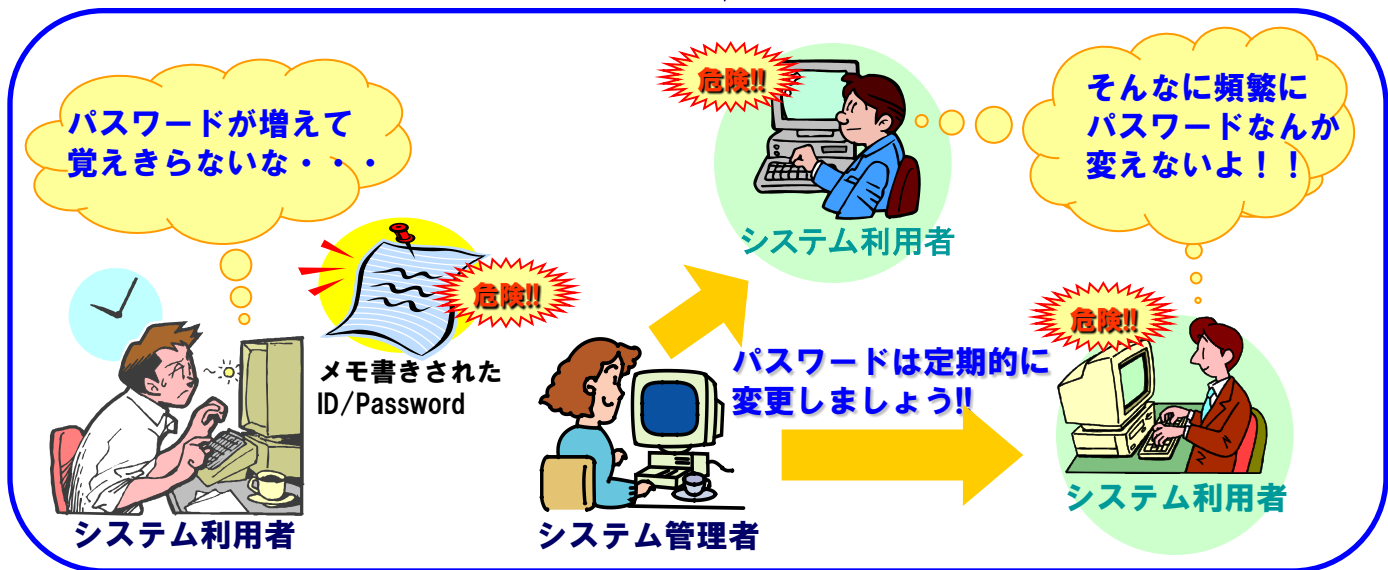 パスワードが増えて
覚えきらないな・・・
危険!!
メモ書きされた
ID/Password
システム利用者
システム管理者
パスワードは定期的に
変更しましょう!!
危険!!
システム利用者
そんなに頻繁に
パスワードなんか
変えないよ！！
危険!!
システム利用者